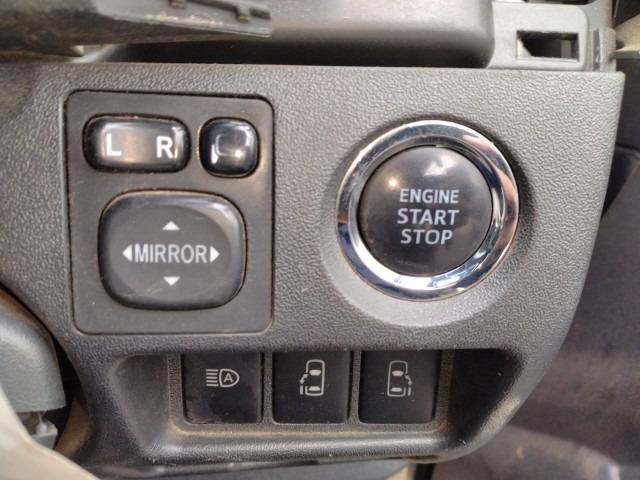 L R
MIRROR
ENGINE
START
STOP
A